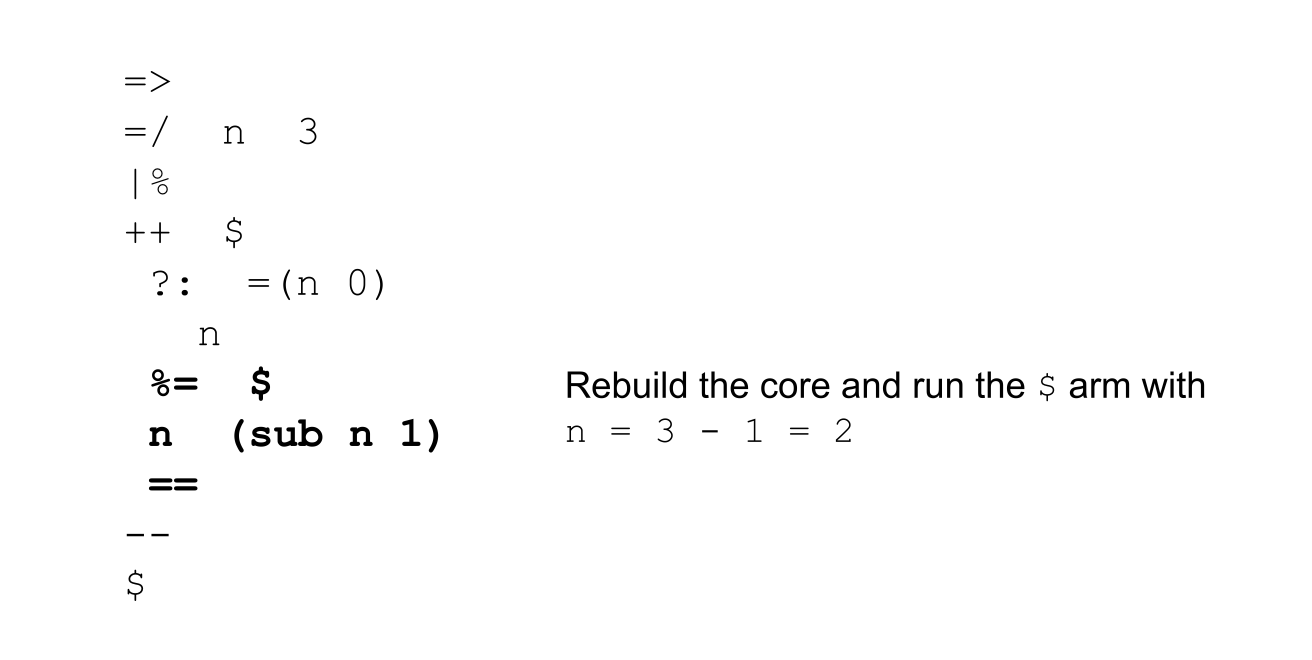 =>
=/  n  3
|%
++  $
?:  =(n 0)
n
%=  $
n  (sub n 1)
==
--
$
Rebuild the core and run the $ arm with
n = 3 - 1 = 2